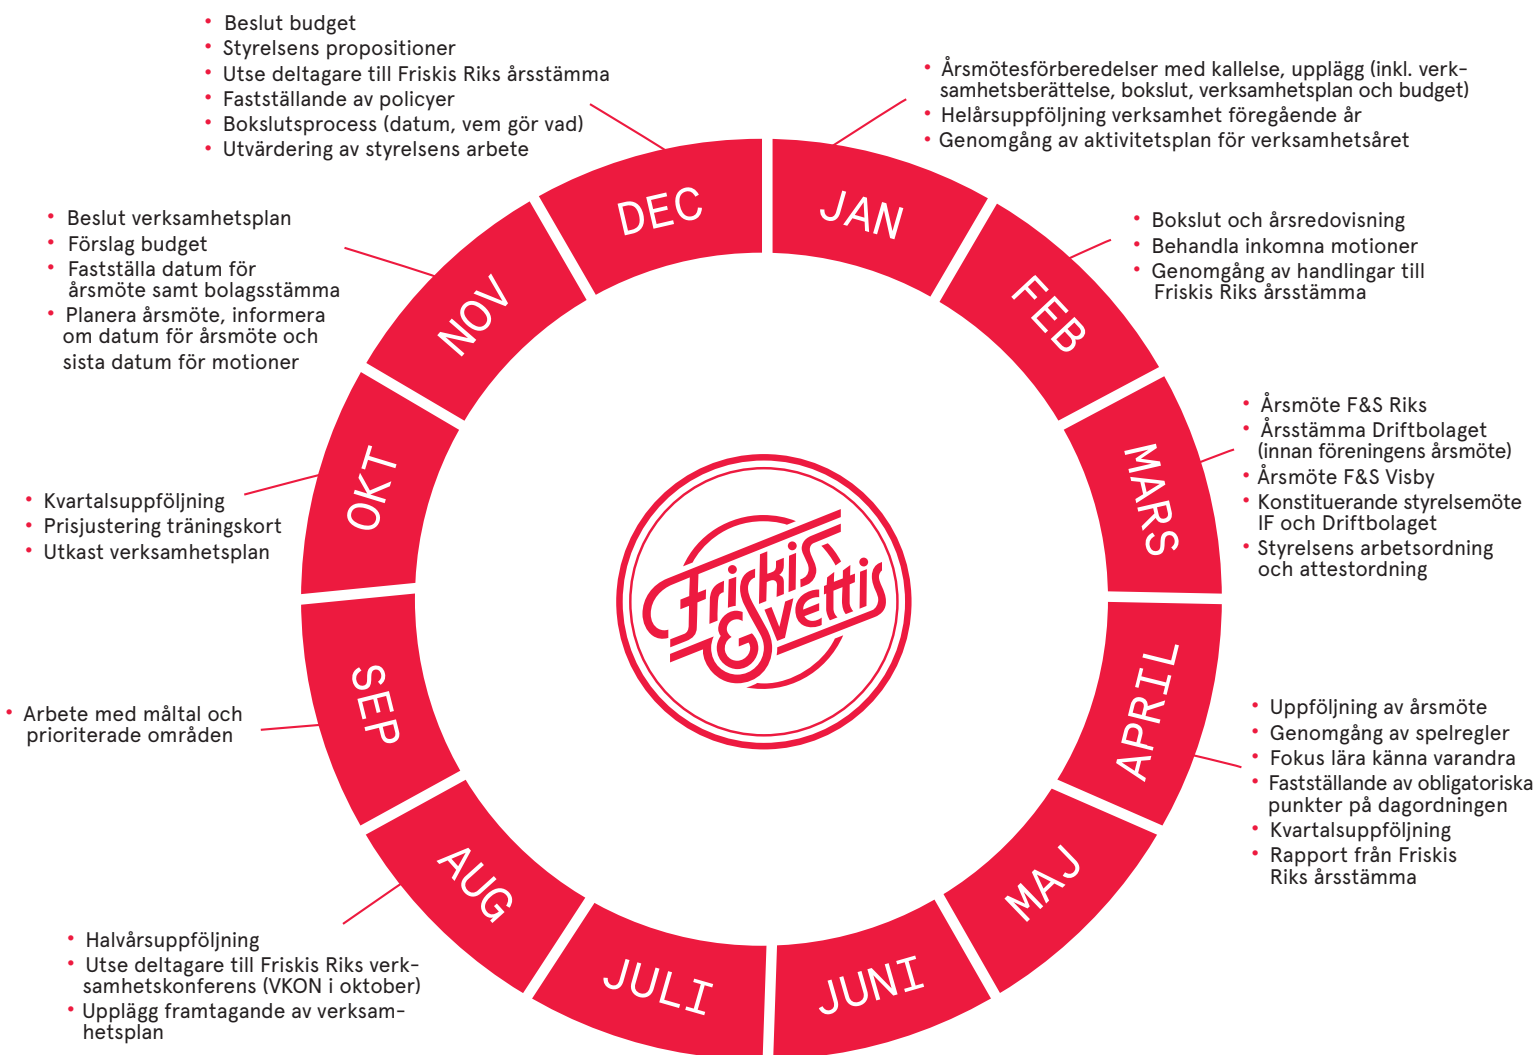 • Beslut budget
• Styrelsens propositioner
• Utse deltagare till Friskis Riks årsstämma
• Fastställande av policyer
• Bokslutsprocess (datum, vem gör vad)
• Utvärdering av styrelsens arbete
• Årsmötesförberedelser med kallelse, upplägg (inkl. verk-
samhetsberättelse, bokslut, verksamhetsplan och budget)
• Helårsuppföljning verksamhet föregående år
• Genomgång av aktivitetsplan för verksamhetsåret
DEC
JAN
• Beslut verksamhetsplan
• Förslag budget
• Fastställa datum för
årsmöte samt bolagsstämma
• Planera årsmöte, informera
om datum för årsmöte och
sista datum för motioner
NOV
FEB
• Bokslut och årsredovisning
• Behandla inkomna motioner
• Genomgång av handlingar till
Friskis Riks årsstämma
• Kvartalsuppföljning
• Prisjustering träningskort
• Utkast verksamhetsplan
OKT
MARS
• Årsmöte F&S Riks
• Årsstämma Driftbolaget
(innan föreningens årsmöte)
• Årsmöte F&S Visby
• Konstituerande styrelsemöte
IF och Driftbolaget
• Styrelsens arbetsordning
och attestordning
Friskis
&Svettis
• Arbete med måltal och
prioriterade områden
SEP
APRIL
• Uppföljning av årsmöte
• Genomgång av spelregler
• Fokus lära känna varandra
• Fastställande av obligatoriska
punkter på dagordningen
• Kvartalsuppföljning
• Rapport från Friskis
Riks årsstämma
AUG
MAJ
• Halvårsuppföljning
• Utse deltagare till Friskis Riks verk-
samhetskonferens (VKON i oktober)
• Upplägg framtagande av verksam-
hetsplan
JULI
JUNI